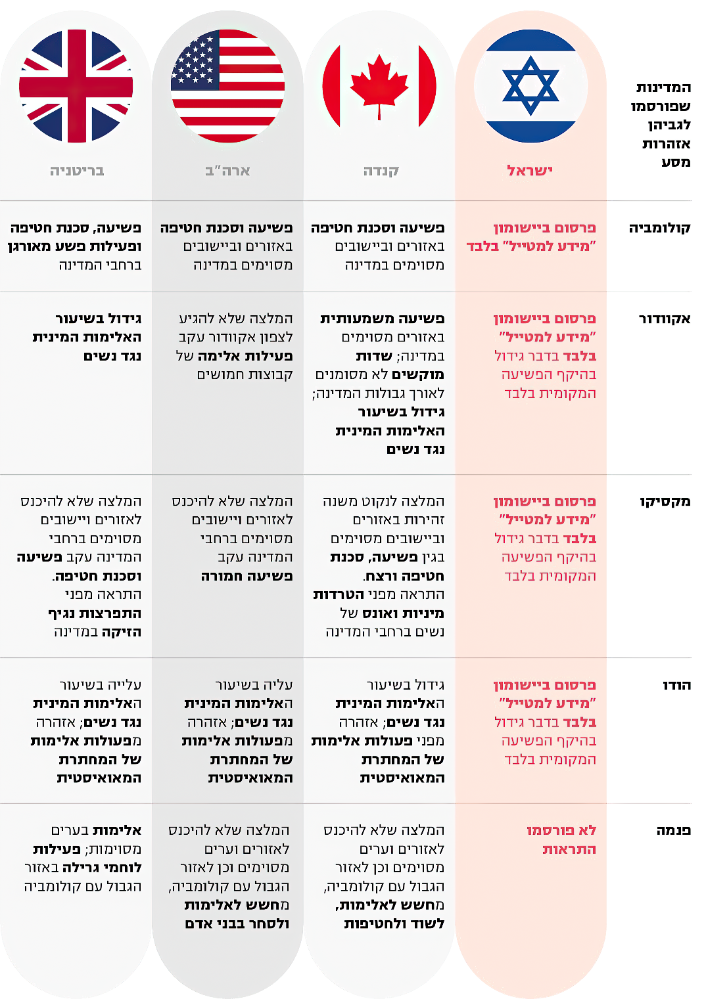 המדינות
שפורסמו
לגביהן
אזהרות
מסע
ישראל
קנדה
ארה"ב
בריטניה
קולומביה
פרסום ביישומון
"מידע למטייל" בלבד
פשיעה וסכנת חטיפה
באזורים וביישובים
מסוימים במדינה
פשיעה וסכנת חטיפה
באזורים וביישובים
מסוימים במדינה
פשיעה, סכנת חטיפה
ופעילות פשע מאורגן
ברחבי המדינה
אקוודור
פרסום ביישומון
"מידע למטייל"
בלבד בדבר גידול
בהיקף הפשיעה
המקומית בלבד
פשיעה משמעותית
באזורים מסוימים
במדינה; שדות
מוקשים לא מסומנים
לאורך גבולות המדינה;
גידול בשיעור
האלימות המינית
נגד נשים
המלצה שלא להגיע
לצפון אקוודור עקב
פעילות אלימה של
קבוצות חמושים
גידול בשיעור
האלימות המינית
נגד נשים
מקסיקו
פרסום ביישומון
"מידע למטייל"
בלבד בדבר גידול
בהיקף הפשיעה
המקומית בלבד
המלצה לנקוט משנה
זהירות באזורים
וביישובים מסוימים
בגין פשיעה, סכנת
חטיפה ורצח.
התראה מפני הטרדות
מיניות ואונס של
נשים ברחבי המדינה
המלצה שלא להיכנס
לאזורים ויישובים
מסוימים ברחבי
המדינה עקב
פשיעה חמורה
המלצה שלא להיכנס
לאזורים ויישובים
מסוימים ברחבי
המדינה עקב פשיעה
וסכנת חטיפה.
התראה מפני
התפרצות נגיף
הזיקה במדינה
הודו
פרסום ביישומון
"מידע למטייל"
בלבד בדבר גידול
בהיקף הפשיעה
המקומית בלבד
גידול בשיעור
האלימות המינית
נגד נשים; אזהרה
מפני פעולות אלימות
של המחתרת
המאואיסטית
עליה בשיעור
האלימות המינית
נגד נשים; אזהרה
מפעולות אלימות
של המחתרת
המאואיסטית
עלייה בשיעור
האלימות המינית
נגד נשים; אזהרה
מפעולות אלימות
של המחתרת
המאואיסטית
פנמה
לא פורסמו
התראות
המלצה שלא להיכנס
לאזורים וערים
מסוימים וכן לאזור
הגבול עם קולומביה,
מחשש לאלימות,
לשוד ולחטיפות
המלצה שלא להיכנס
לאזורים וערים
מסוימים וכן לאזור
הגבול עם קולומביה,
מחשש לאלימות
ולסחר בבני אדם
אלימות בערים
מסוימות; פעילות
לוחמי גרילה באזור
הגבול עם קולומביה